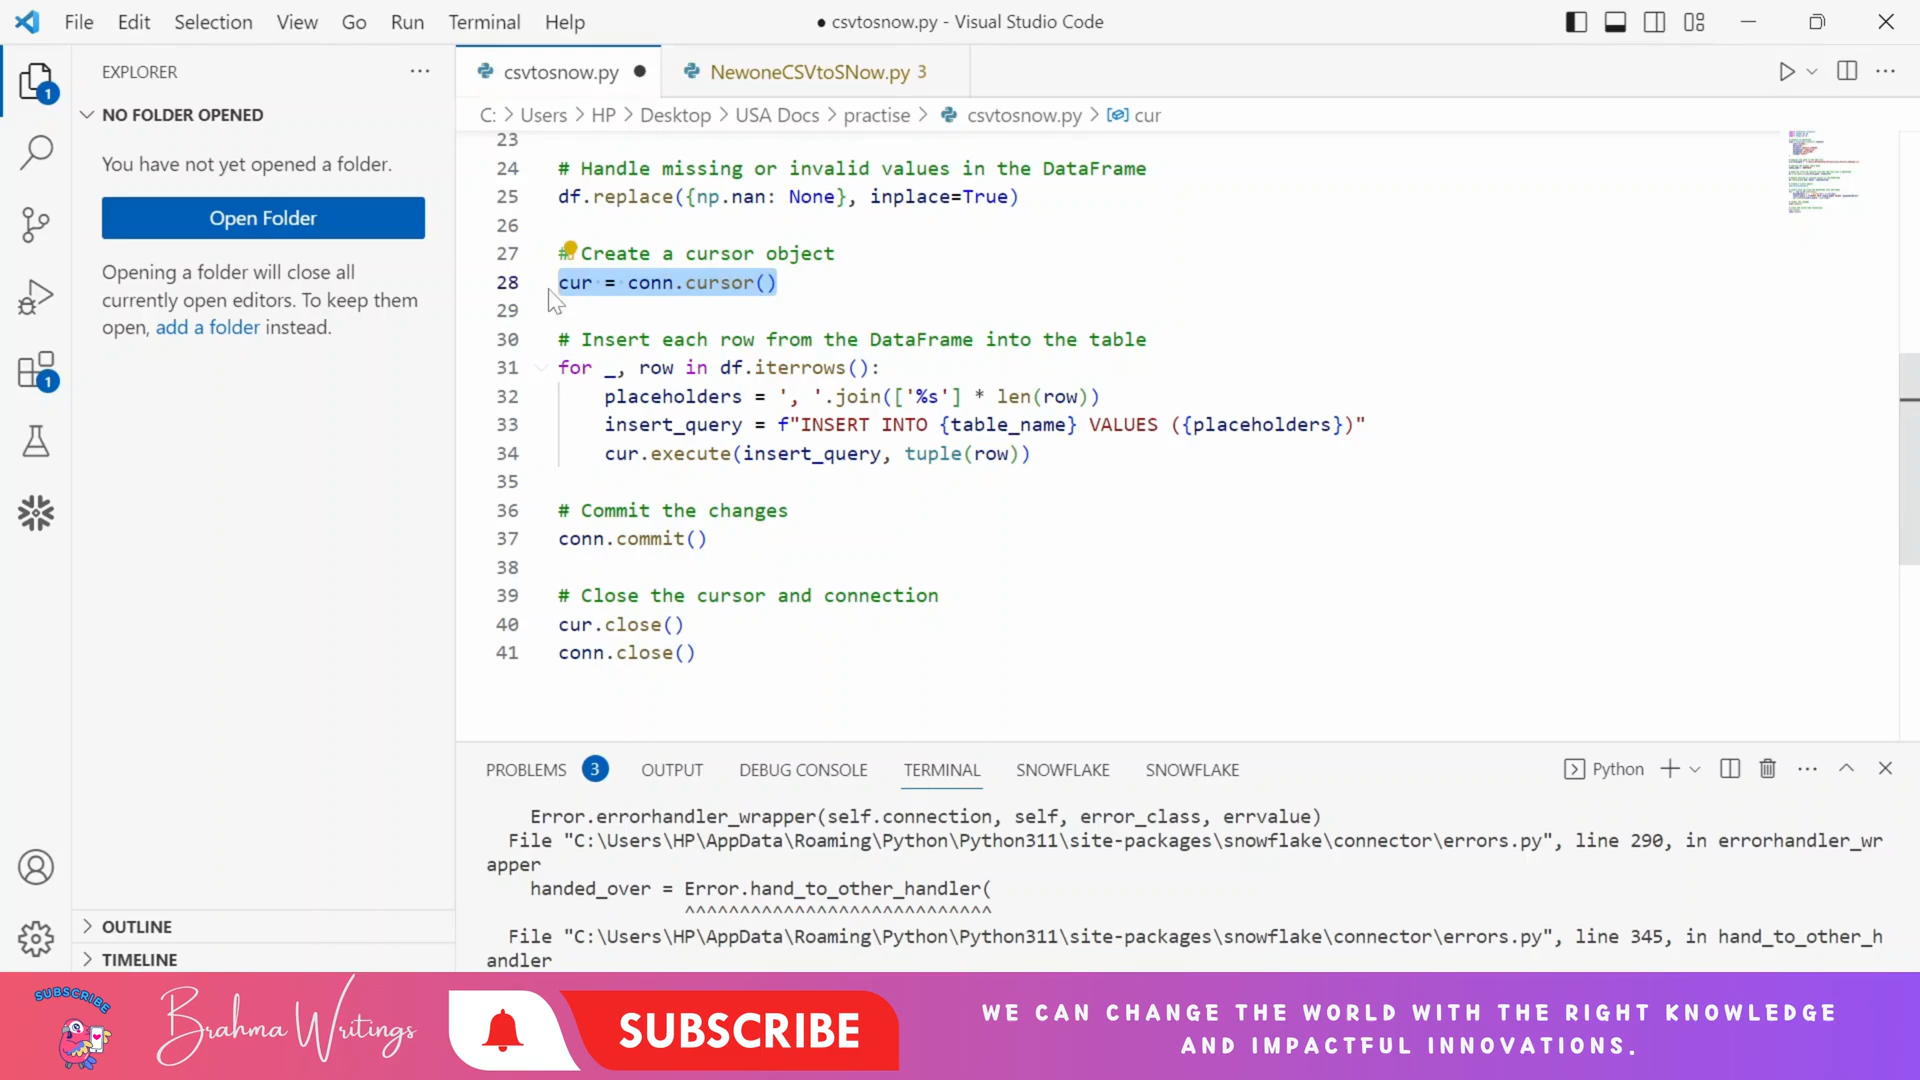 File Edit Selection View Go Run Terminal Help
● csvtosnow.py - Visual Studio Code
EXPLORER
NO FOLDER OPENED
You have not yet opened a folder.
Open Folder
Opening a folder will close all
currently open editors. To keep them
open, add a folder instead.
OUTLINE
TIMELINE
1
1
csvtosnow.py ●
NewoneCSVtoSNow.py 3
C: > Users > HP > Desktop > USA Docs > practise > csvtosnow.py > cur
23
24 # Handle missing or invalid values in the DataFrame
25 df.replace({np.nan: None}, inplace=True)
26
27 # Create a cursor object
28 cur = conn.cursor()
29
30 # Insert each row from the DataFrame into the table
31 for _, row in df.iterrows():
32 placeholders = ', '.join(['%s'] * len(row))
33 insert_query = f"INSERT INTO {table_name} VALUES ({placeholders})"
34 cur.execute(insert_query, tuple(row))
35
36 # Commit the changes
37 conn.commit()
38
39 # Close the cursor and connection
40 cur.close()
41 conn.close()
PROBLEMS 3 OUTPUT DEBUG CONSOLE TERMINAL SNOWFLAKE SNOWFLAKE
Python
Error.errorhandler_wrapper(self.connection, self, error_class, errvalue)
File "C:\Users\HP\AppData\Roaming\Python\Python311\site-packages\snowflake\connector\errors.py", line 290, in errorhandler_wr
apper
handed_over = Error.hand_to_other_handler(
^^^^^^^^^^^^^^^^^^^^^^^^^^^^
File "C:\Users\HP\AppData\Roaming\Python\Python311\site-packages\snowflake\connector\errors.py", line 345, in hand_to_other_h
andler
SUBSCRIBE
Brahma Writings
SUBSCRIBE
WE CAN CHANGE THE WORLD WITH THE RIGHT KNOWLEDGE
AND IMPACTFUL INNOVATIONS.